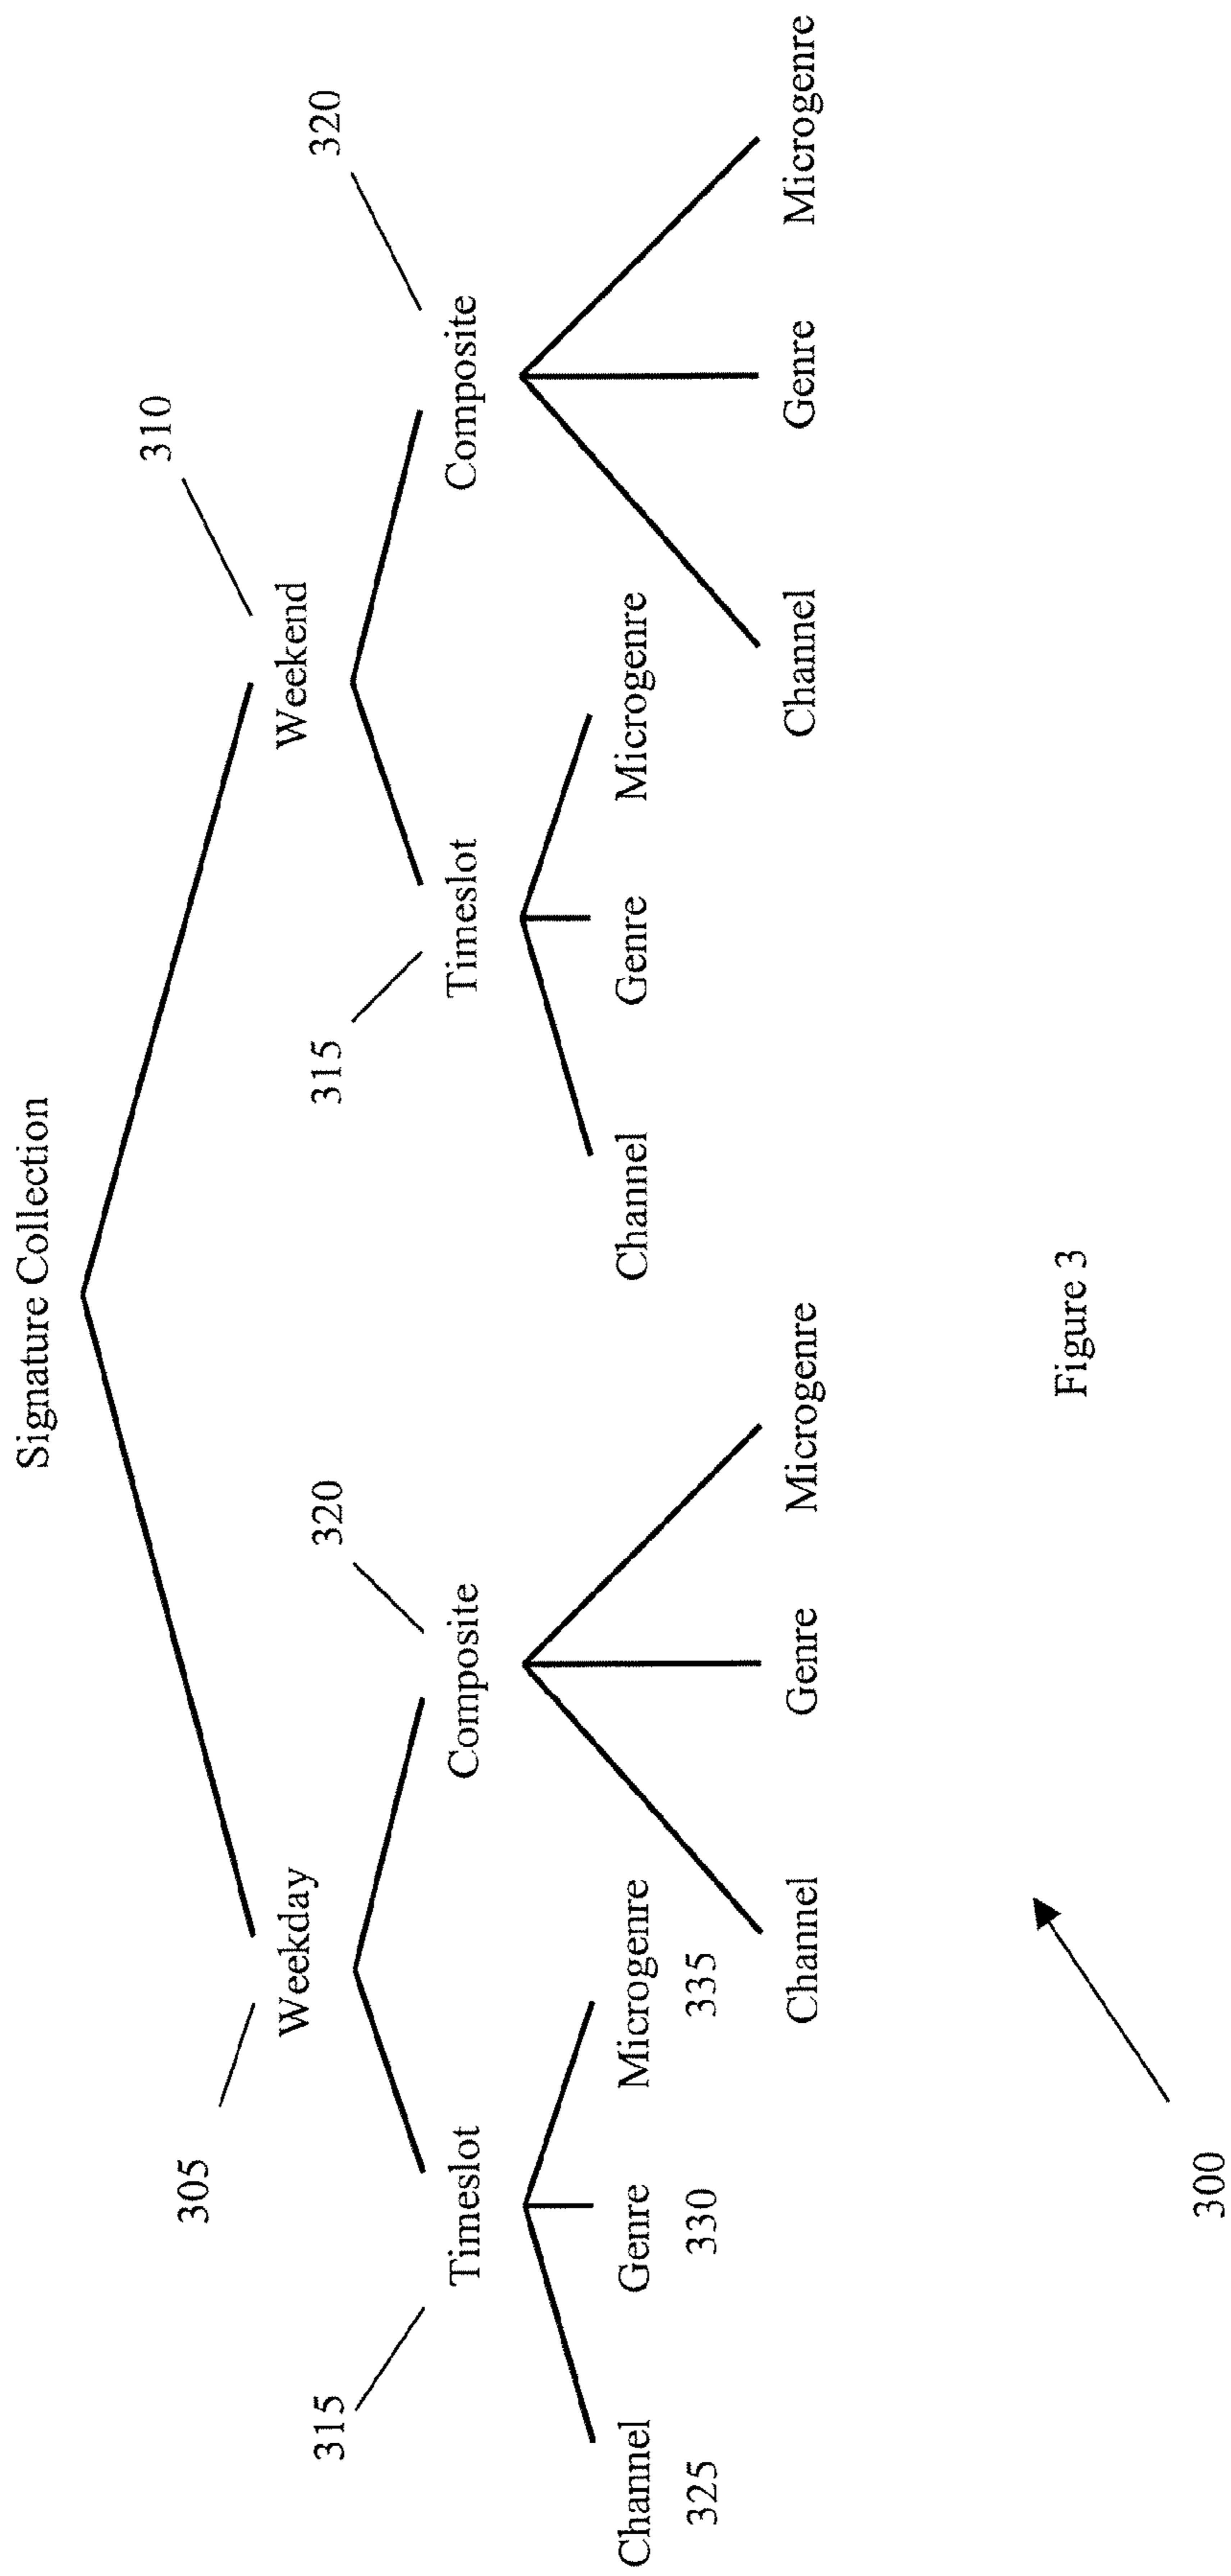 Signature Collection
310
305
Weekday
Weekend
315
320
315
320
Timeslot
Composite
Timeslot
Composite
Channel
Genre
Microgenre
Channel
Genre
Microgenre
325
330
335
Channel
Genre
Microgenre
Channel
Genre
Microgenre
Figure 3
300